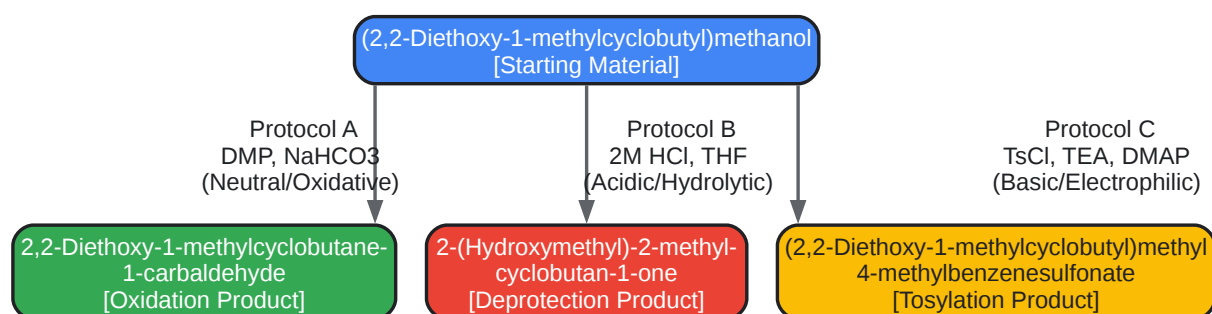 (2,2-Diethoxy-1-methylcyclobutyl)methanol
[Starting Material]
Protocol A
DMP, NaHCO3
(Neutral/Oxidative)
Protocol B
2M HCl, THF
(Acidic/Hydrolytic)
Protocol C
TsCl, TEA, DMAP
(Basic/Electrophilic)
2,2-Diethoxy-1-methylcyclobutane-
1-carbaldehyde
[Oxidation Product]
2-(Hydroxymethyl)-2-methyl-
cyclobutan-1-one
[Deprotection Product]
(2,2-Diethoxy-1-methylcyclobutyl)methyl
4-methylbenzenesulfonate
[Tosylation Product]